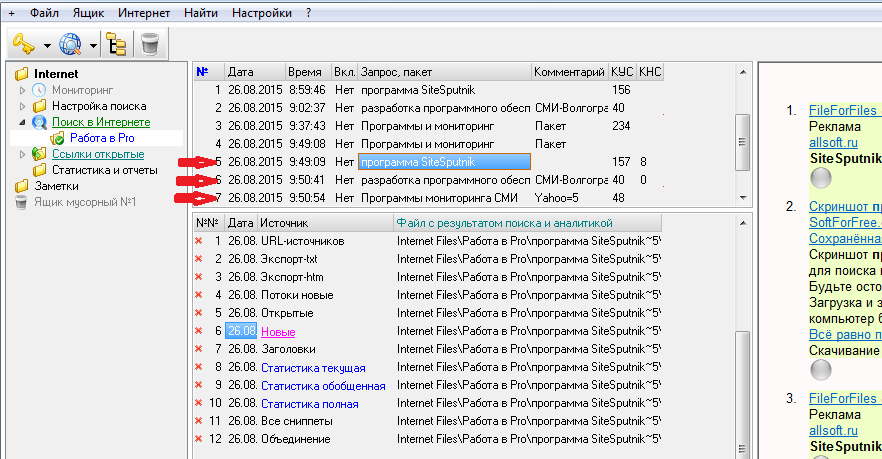 + Файл Ящик Интернет Найти Настройки ?
Internet
Мониторинг
Настройка поиска
Поиск в Интернете
Работа в Pro
Ссылки открытые
Статистика и отчеты
Заметки
Ящик мусорный №1
№ Дата Время Вкл. Запрос, пакет Комментарий КУС КНС
1 26.08.2015 8:59:46 Нет программа SiteSputnik 156
2 26.08.2015 9:02:37 Нет разработка программного обесп СМИ-Волгогра 40
3 26.08.2015 9:37:43 Нет Программы и мониторинг Пакет 234
4 26.08.2015 9:49:08 Нет Программы и мониторинг Пакет
5 26.08.2015 9:49:09 Нет программа SiteSputnik 157 8
6 26.08.2015 9:50:41 Нет разработка программного обесп СМИ-Волгогра 40 0
7 26.08.2015 9:50:54 Нет Программы мониторинга СМИ Yahoo=5 48
№№ Дата Источник Файл с результатом поиска и аналитикой
1 26.08. URL-источников Internet Files\Работа в Pro\программа SiteSputnik~5\
2 26.08. Экспорт-txt Internet Files\Работа в Pro\программа SiteSputnik~5\
3 26.08. Экспорт-htm Internet Files\Работа в Pro\программа SiteSputnik~5\
4 26.08. Потоки новые Internet Files\Работа в Pro\программа SiteSputnik~5\
5 26.08. Открытые Internet Files\Работа в Pro\программа SiteSputnik~5\
6 26.08. Новые Internet Files\Работа в Pro\программа SiteSputnik~5\
7 26.08. Заголовки Internet Files\Работа в Pro\программа SiteSputnik~5\
8 26.08. Статистика текущая Internet Files\Работа в Pro\программа SiteSputnik~5\
9 26.08. Статистика обобщенная Internet Files\Работа в Pro\программа SiteSputnik~5\
10 26.08. Статистика полная Internet Files\Работа в Pro\программа SiteSputnik~5\
11 26.08. Все сниппеты Internet Files\Работа в Pro\программа SiteSputnik~5\
12 26.08. Объединение Internet Files\Работа в Pro\программа SiteSputnik~5\
1. FileForFiles
Реклама
allsoft.ru
SiteSputnik
2. Скриншот п
SoftForFree.
Сохранённа
Скриншот п
для поиска
Будьте осто
Загрузка и з
компьютер б
Всё равно п
Скачивание
3. FileForFiles
Реклама
allsoft.ru
SiteSputnik